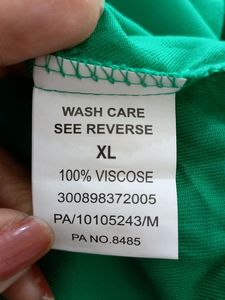 WASH CARE
SEE REVERSE
XL
100% VISCOSE
300898372005
PA/10105243/M
PA NO.8485